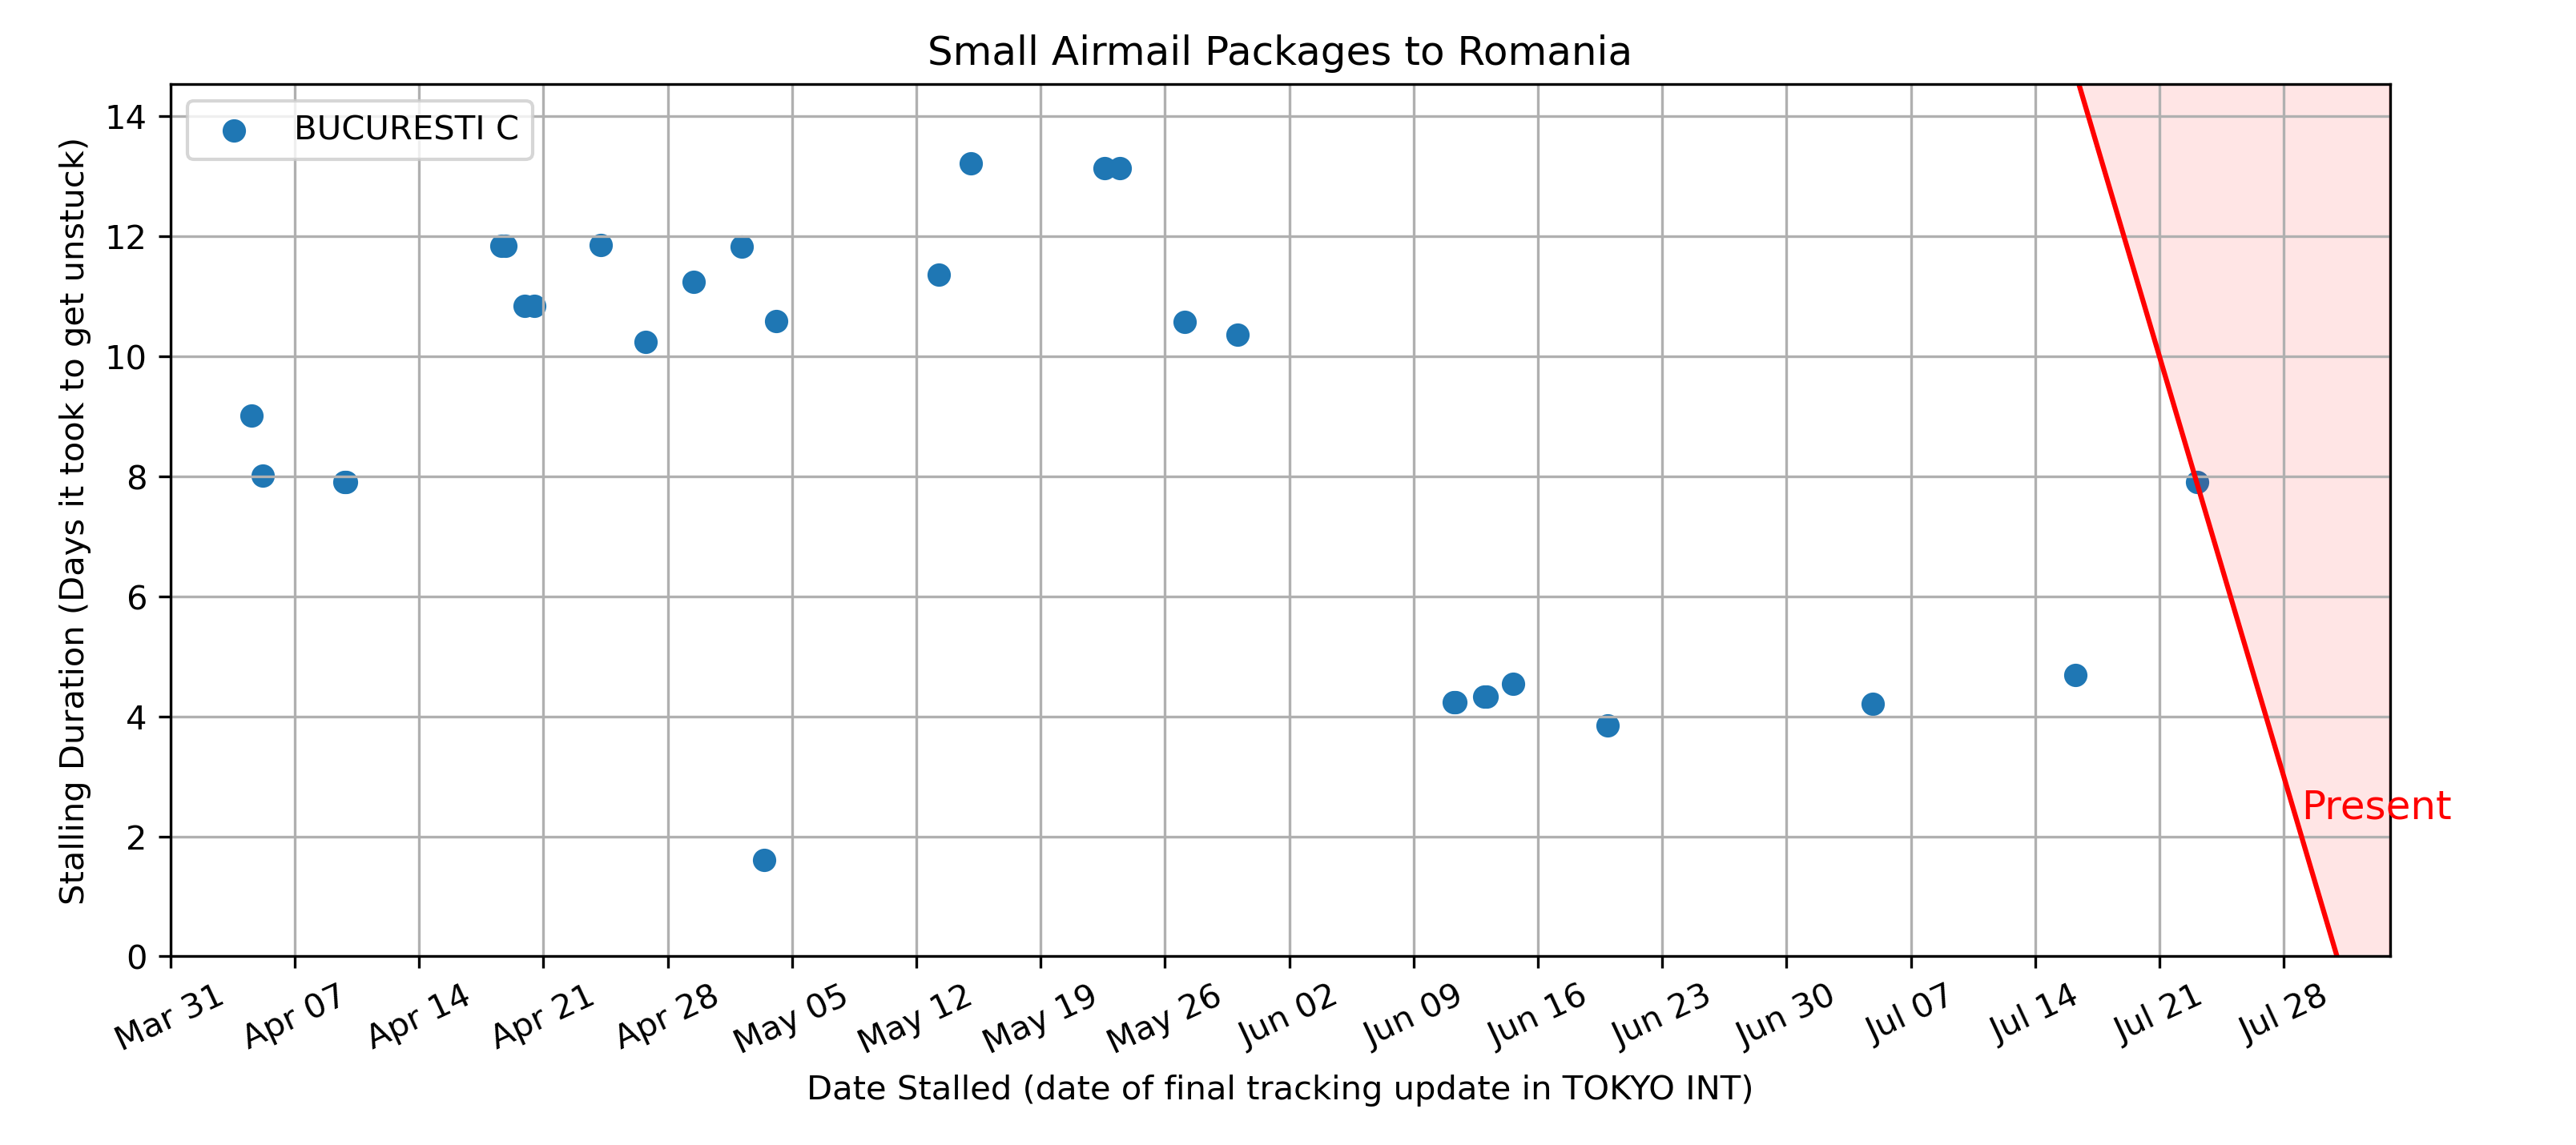 Small Airmail Packages to Romania
BUCURESTI C
Stalling Duration (Days it took to get unstuck)
14
12
10
8
6
4
2
0
Present
Mar 31
Apr 07
Apr 14
Apr 21
Apr 28
May 05
May 12
May 19
May 26
Jun 02
Jun 09
Jun 16
Jun 23
Jun 30
Jul 07
Jul 14
Jul 21
Jul 28
Date Stalled (date of final tracking update in TOKYO INT)